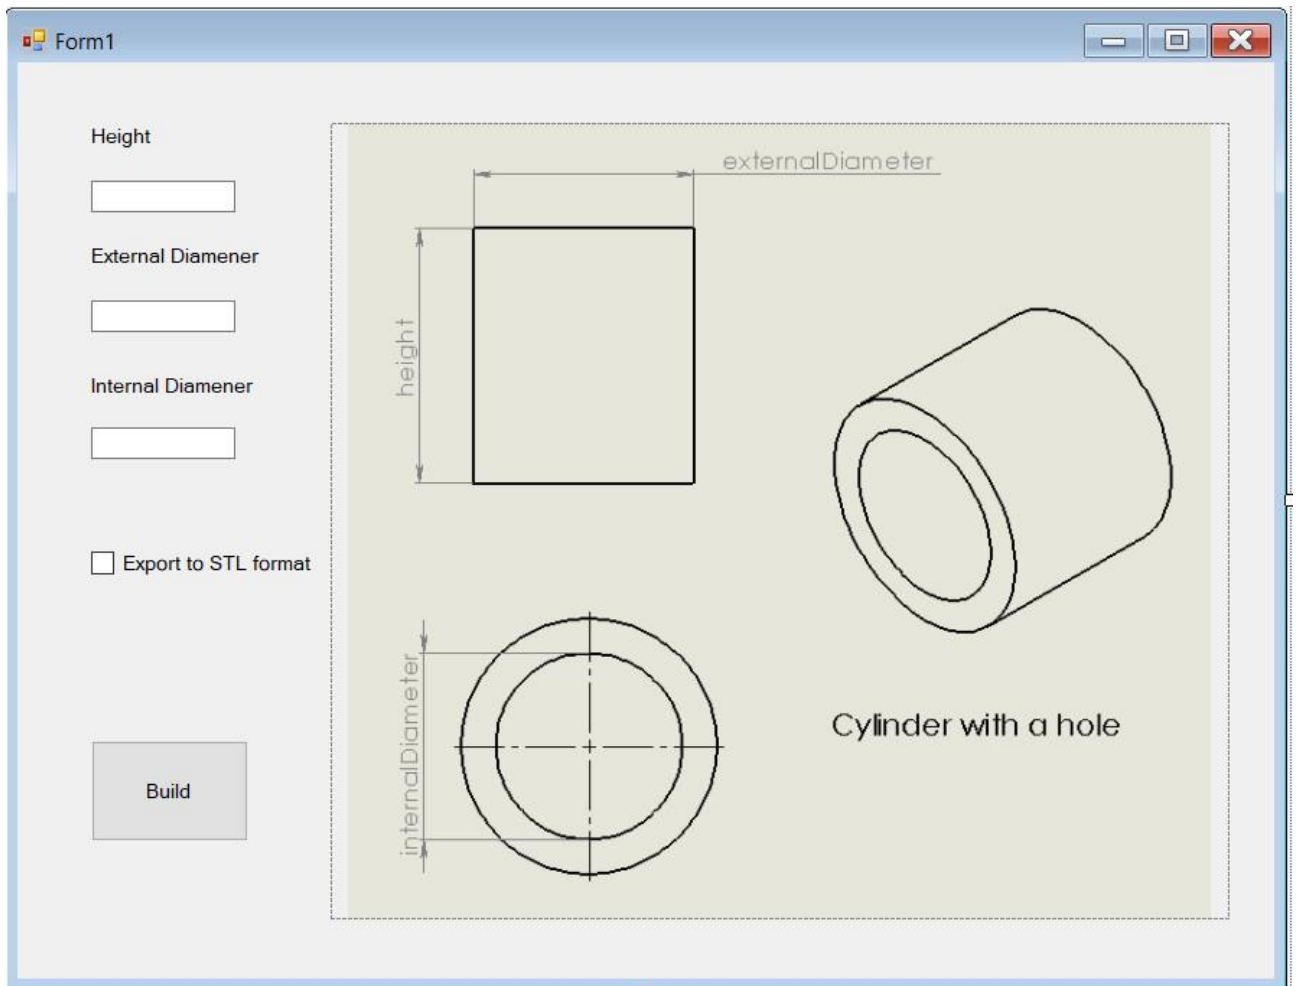 Form1
Height
External Diamener
Internal Diamener
Export to STL format
Build
externalDiameter
height
internalDiameter
Cylinder with a hole